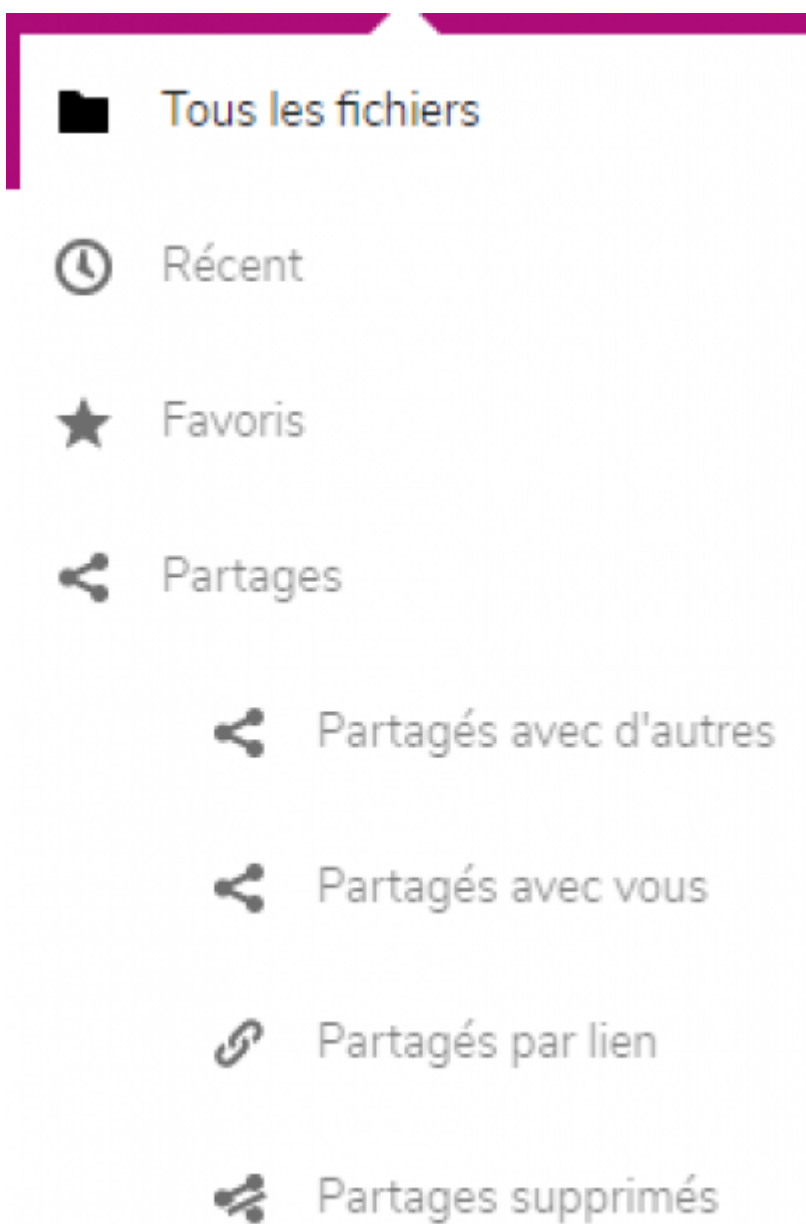 Tous les fichiers
Récent
Favoris
Partages
Partagés avec d'autres
Partagés avec vous
Partagés par lien
Partages supprimés